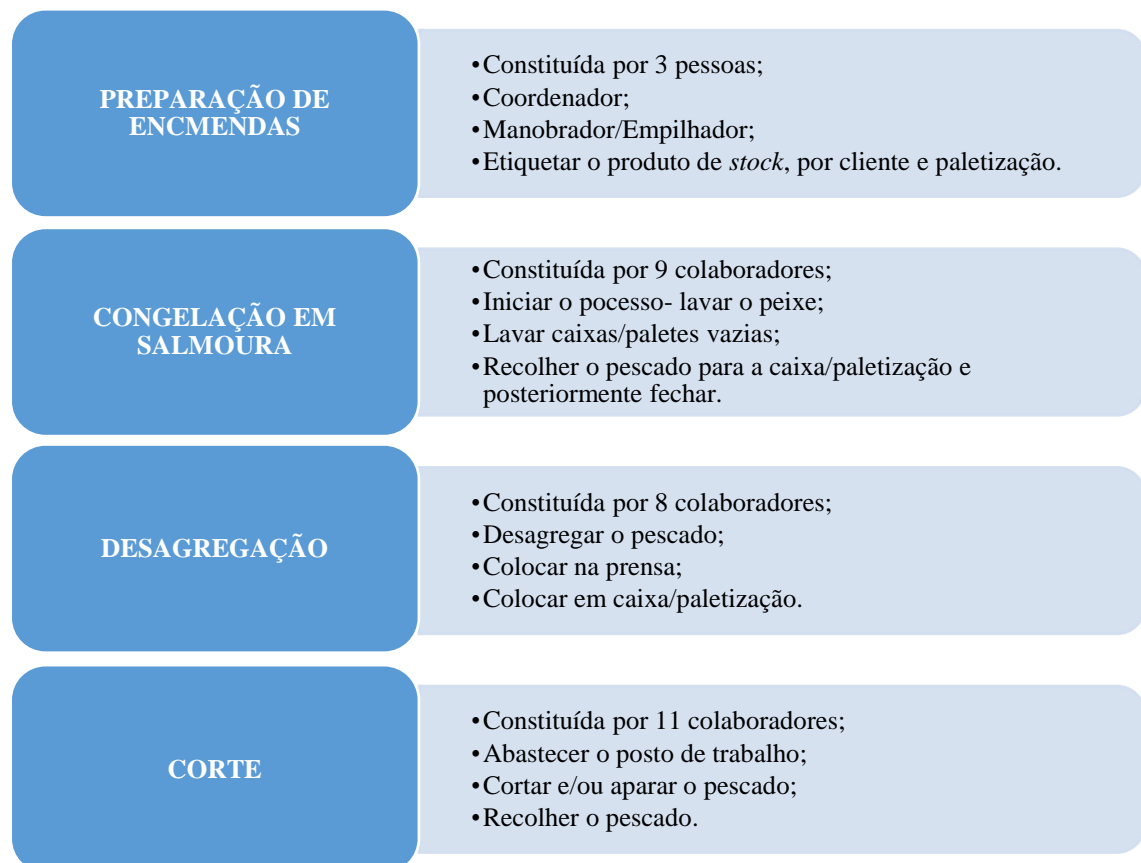 PREPARAÇÃO DE
ENCMENDAS
•Constituída por 3 pessoas;
•Coordenador;
•Manobrador/Empilhador;
•Etiquetar o produto de stock, por cliente e paletização.
CONGELAÇÃO EM
SALMOURA
•Constituída por 9 colaboradores;
•Iniciar o pocesso- lavar o peixe;
•Lavar caixas/paletes vazias;
•Recolher o pescado para a caixa/paletização e
posteriormente fechar.
DESAGREGAÇÃO
•Constituída por 8 colaboradores;
•Desagregar o pescado;
•Colocar na prensa;
•Colocar em caixa/paletização.
CORTE
•Constituída por 11 colaboradores;
•Abastecer o posto de trabalho;
•Cortar e/ou aparar o pescado;
•Recolher o pescado.